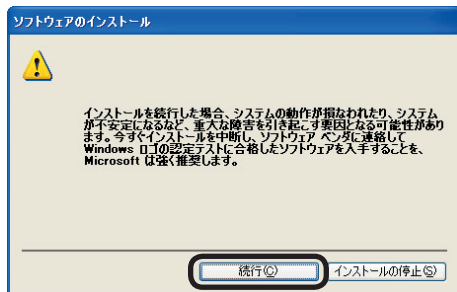 ソフトウェアのインストール
インストールを続行した場合、システムの動作が損なわれたり、システム
が不安定になるなど、重大な障害を引き起こす要因となる可能性があり
ます。今すぐインストールを中断し、ソフトウェア ベンダに連絡して
Windows ロゴの認定テストに合格したソフトウェアを入手することを、
Microsoft は強く推奨します。
続行(C) インストールの停止(S)